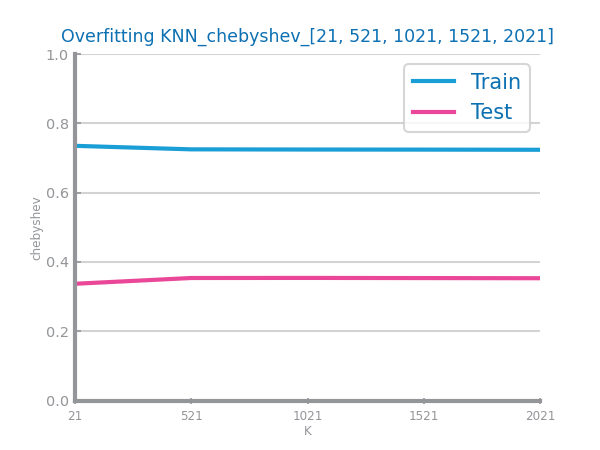 Overfitting KNN_chebyshev_[21, 521, 1021, 1521, 2021]
1.0
Train
Test
0.8
0.6
chebyshev
0.4
0.2
0.0
21 521 1021 1521 2021
K